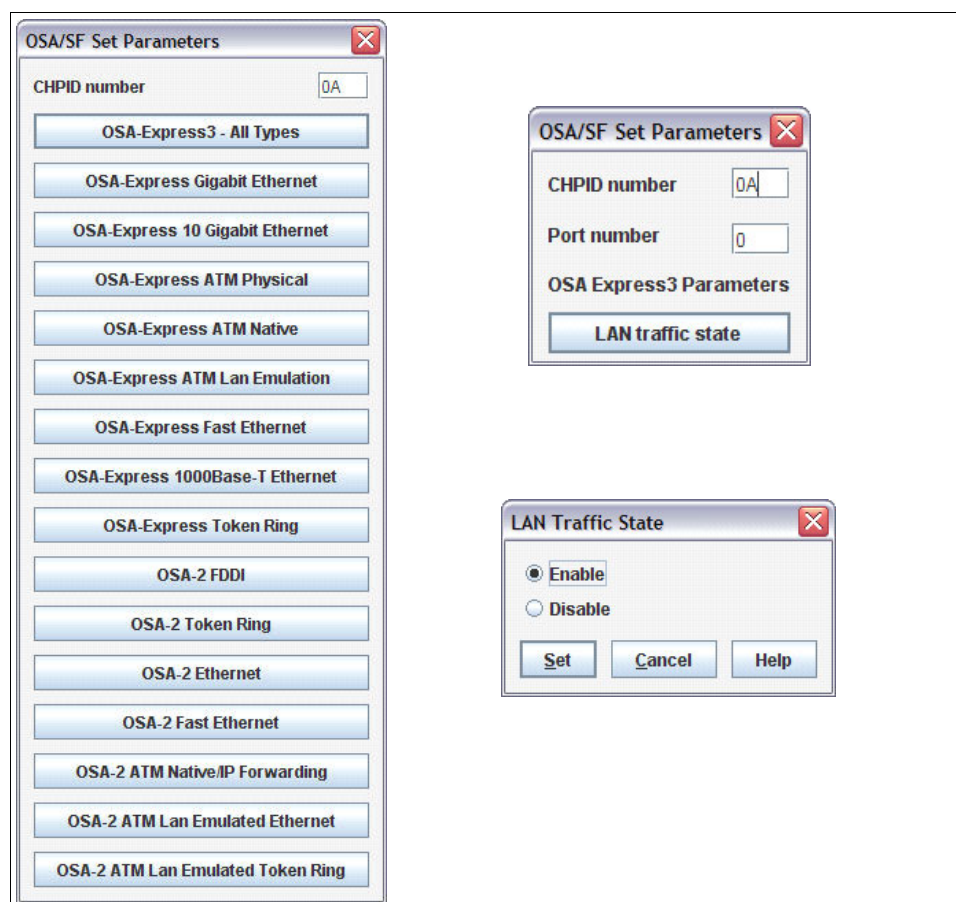 OSA/SF Set Parameters
CHPID number 0A
OSA-Express3 - All Types
OSA-Express Gigabit Ethernet
OSA-Express 10 Gigabit Ethernet
OSA-Express ATM Physical
OSA-Express ATM Native
OSA-Express ATM Lan Emulation
OSA-Express Fast Ethernet
OSA-Express 1000Base-T Ethernet
OSA-Express Token Ring
OSA-2 FDDI
OSA-2 Token Ring
OSA-2 Ethernet
OSA-2 Fast Ethernet
OSA-2 ATM Native/IP Forwarding
OSA-2 ATM Lan Emulated Ethernet
OSA-2 ATM Lan Emulated Token Ring
OSA/SF Set Parameters
CHPID number 0A
Port number 0
OSA Express3 Parameters
LAN traffic state
LAN Traffic State
Enable
Disable
Set Cancel Help